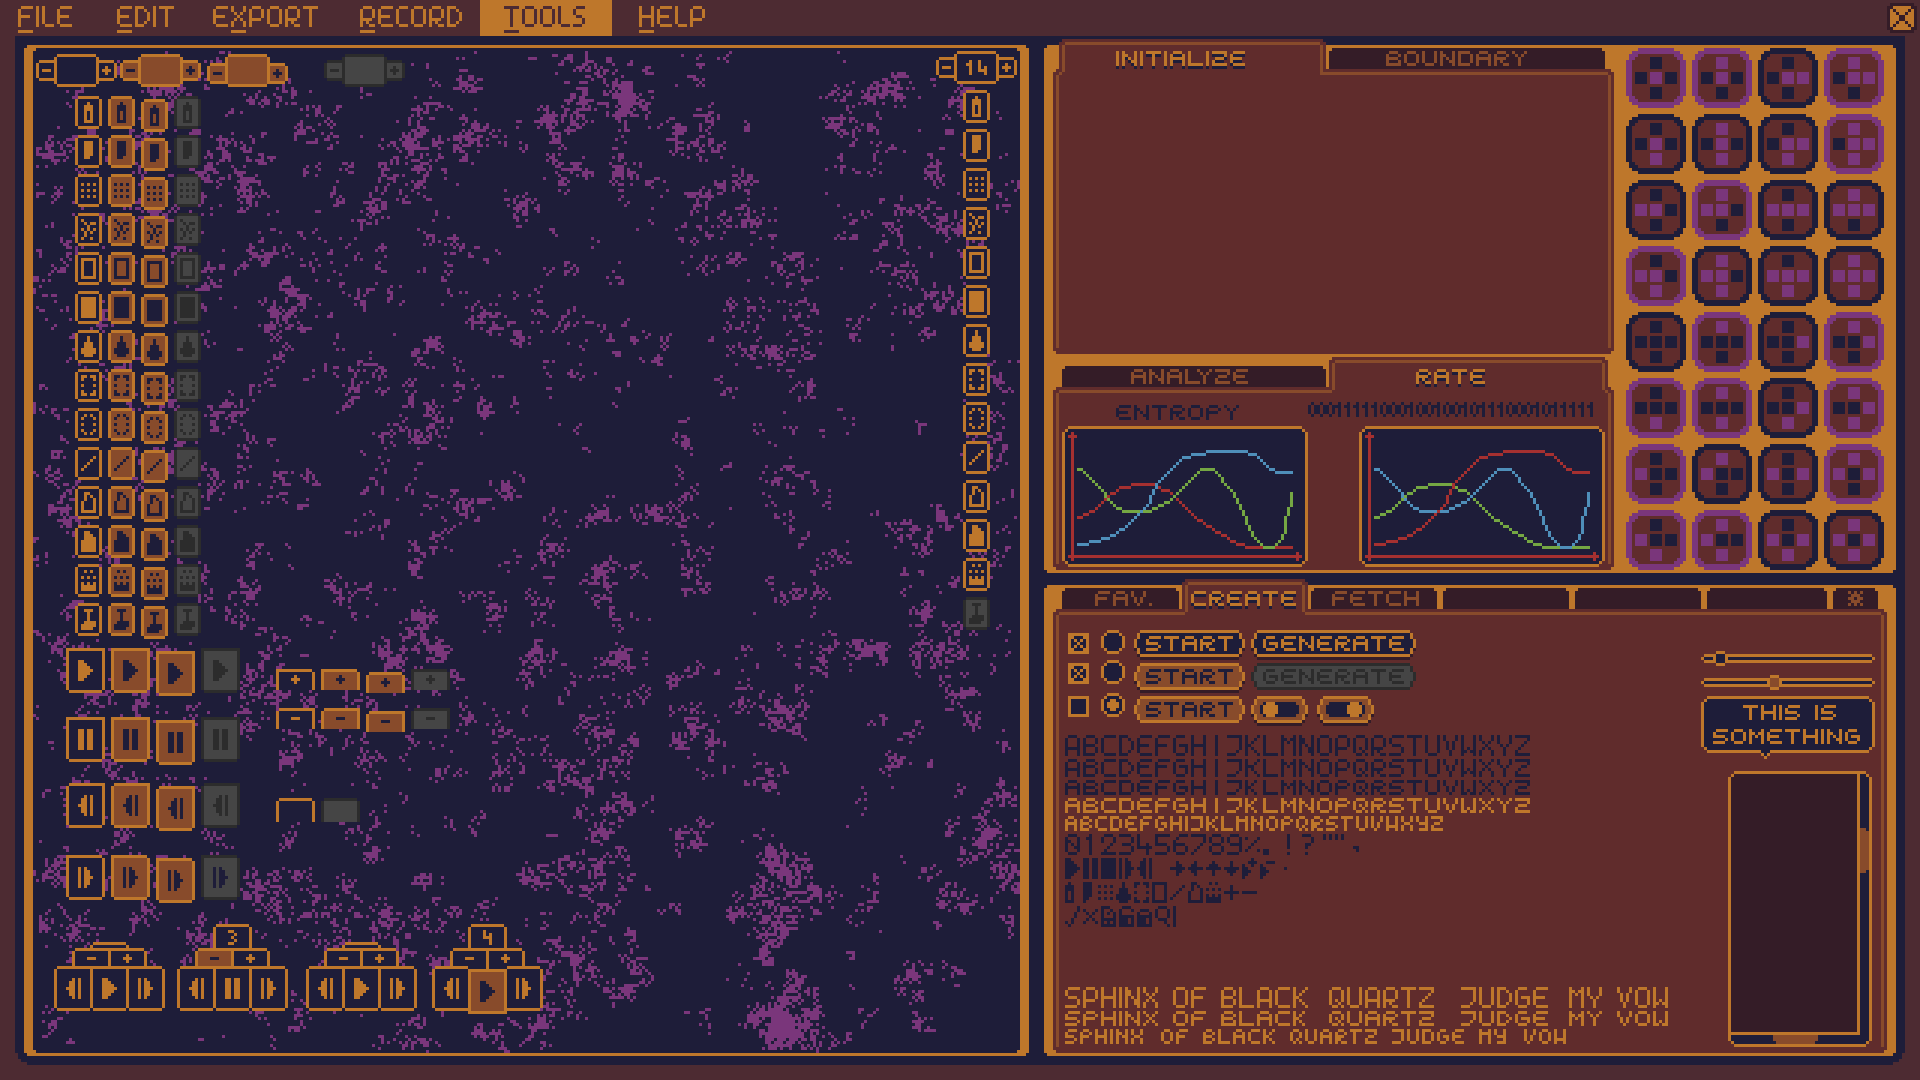 FILE EDIT EXPORT RECORD TOOLS HELP
14
INITIALIZE BOUNDARY
ANALYZE RATE
ENTROPY
FAV. CREATE FETCH
START GENERATE
START GENERATE
START
THIS IS
SOMETHING
ABCDEFGHIJKLMNOPQRSTUVWXYZ
ABCDEFGHIJKLMNOPQRSTUVWXYZ
ABCDEFGHIJKLMNOPQRSTUVWXYZ
ABCDEFGHIJKLMNOPQRSTUVWXYZ
ABCDEFGHIJKLMNOPQRSTUVWXYZ
0123456789%. !?"" ,
3
4
SPHINX OF BLACK QUARTZ JUDGE MY VOW
SPHINX OF BLACK QUARTZ JUDGE MY VOW
SPHINX OF BLACK QUARTZ JUDGE MY VOW